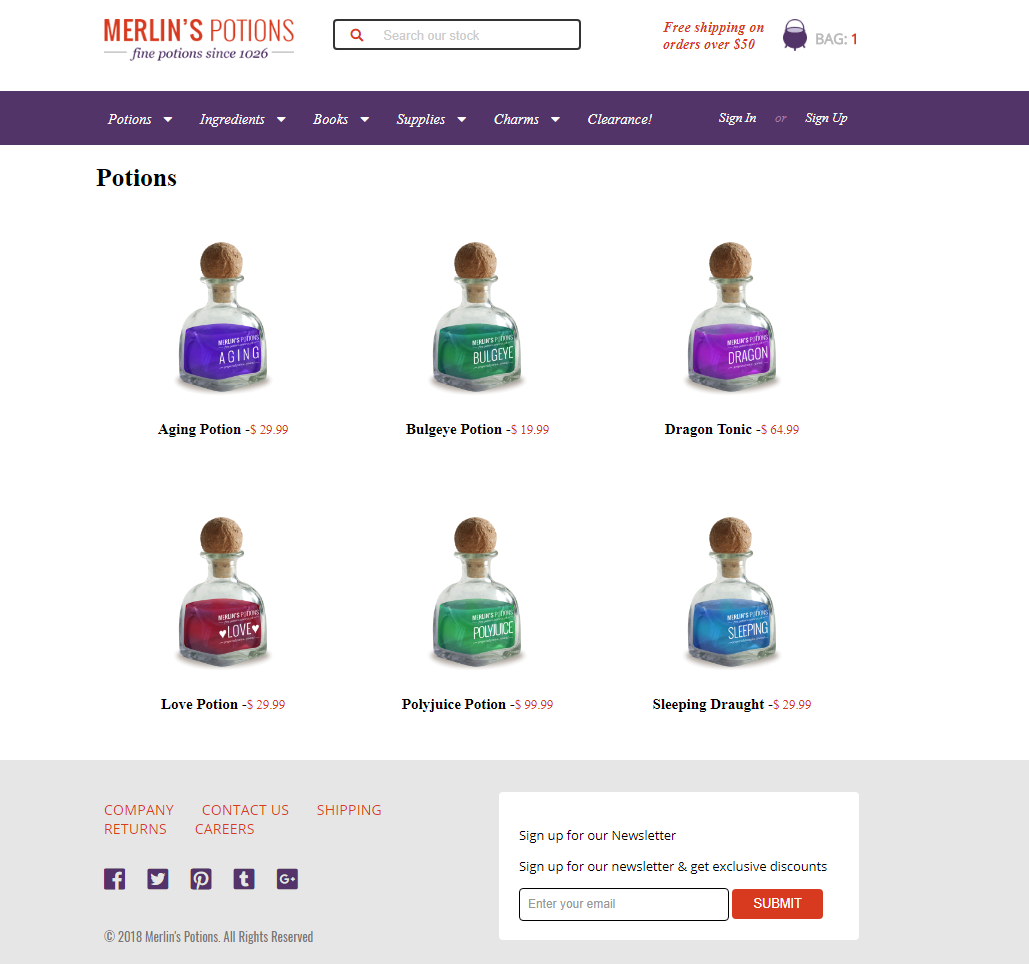 MERLIN'S POTIONS
fine potions since 1026
Search our stock
Free shipping on
orders over $50
BAG: 1
Potions Ingredients Books Supplies Charms Clearance! Sign In or Sign Up
Potions
MERLIN'S POTIONS
AGING
MERLIN'S POTIONS
BULGEYE
MERLIN'S POTIONS
DRAGON
Aging Potion -$ 29.99
Bulgeye Potion -$ 19.99
Dragon Tonic -$ 64.99
MERLIN'S POTIONS
♥LOVE♥
MERLIN'S POTIONS
POLYJUICE
MERLIN'S POTIONS
SLEEPING
Love Potion -$ 29.99
Polyjuice Potion -$ 99.99
Sleeping Draught -$ 29.99
COMPANY CONTACT US SHIPPING
RETURNS CAREERS
© 2018 Merlin's Potions. All Rights Reserved
Sign up for our Newsletter
Sign up for our newsletter & get exclusive discounts
Enter your email
SUBMIT